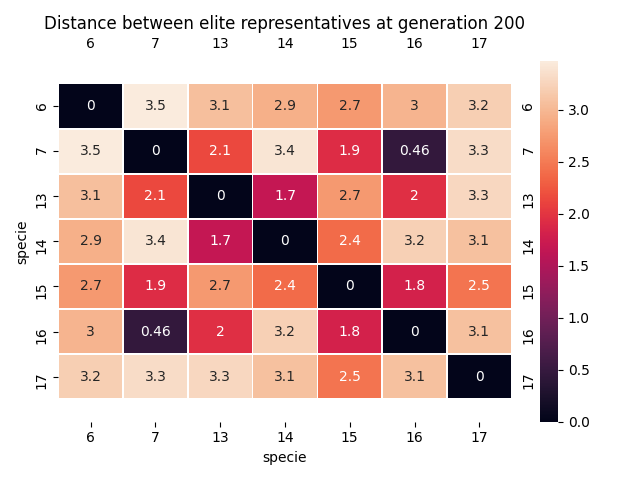 Distance between elite representatives at generation 200
6 7 13 14 15 16 17
6 0 3.5 3.1 2.9 2.7 3 3.2 6
7 3.5 0 2.1 3.4 1.9 0.46 3.3 7
13 3.1 2.1 0 1.7 2.7 2 3.3 13
14 2.9 3.4 1.7 0 2.4 3.2 3.1 14
15 2.7 1.9 2.7 2.4 0 1.8 2.5 15
16 3 0.46 2 3.2 1.8 0 3.1 16
17 3.2 3.3 3.3 3.1 2.5 3.1 0 17
6 7 13 14 15 16 17
specie
specie
3.0
2.5
2.0
1.5
1.0
0.5
0.0